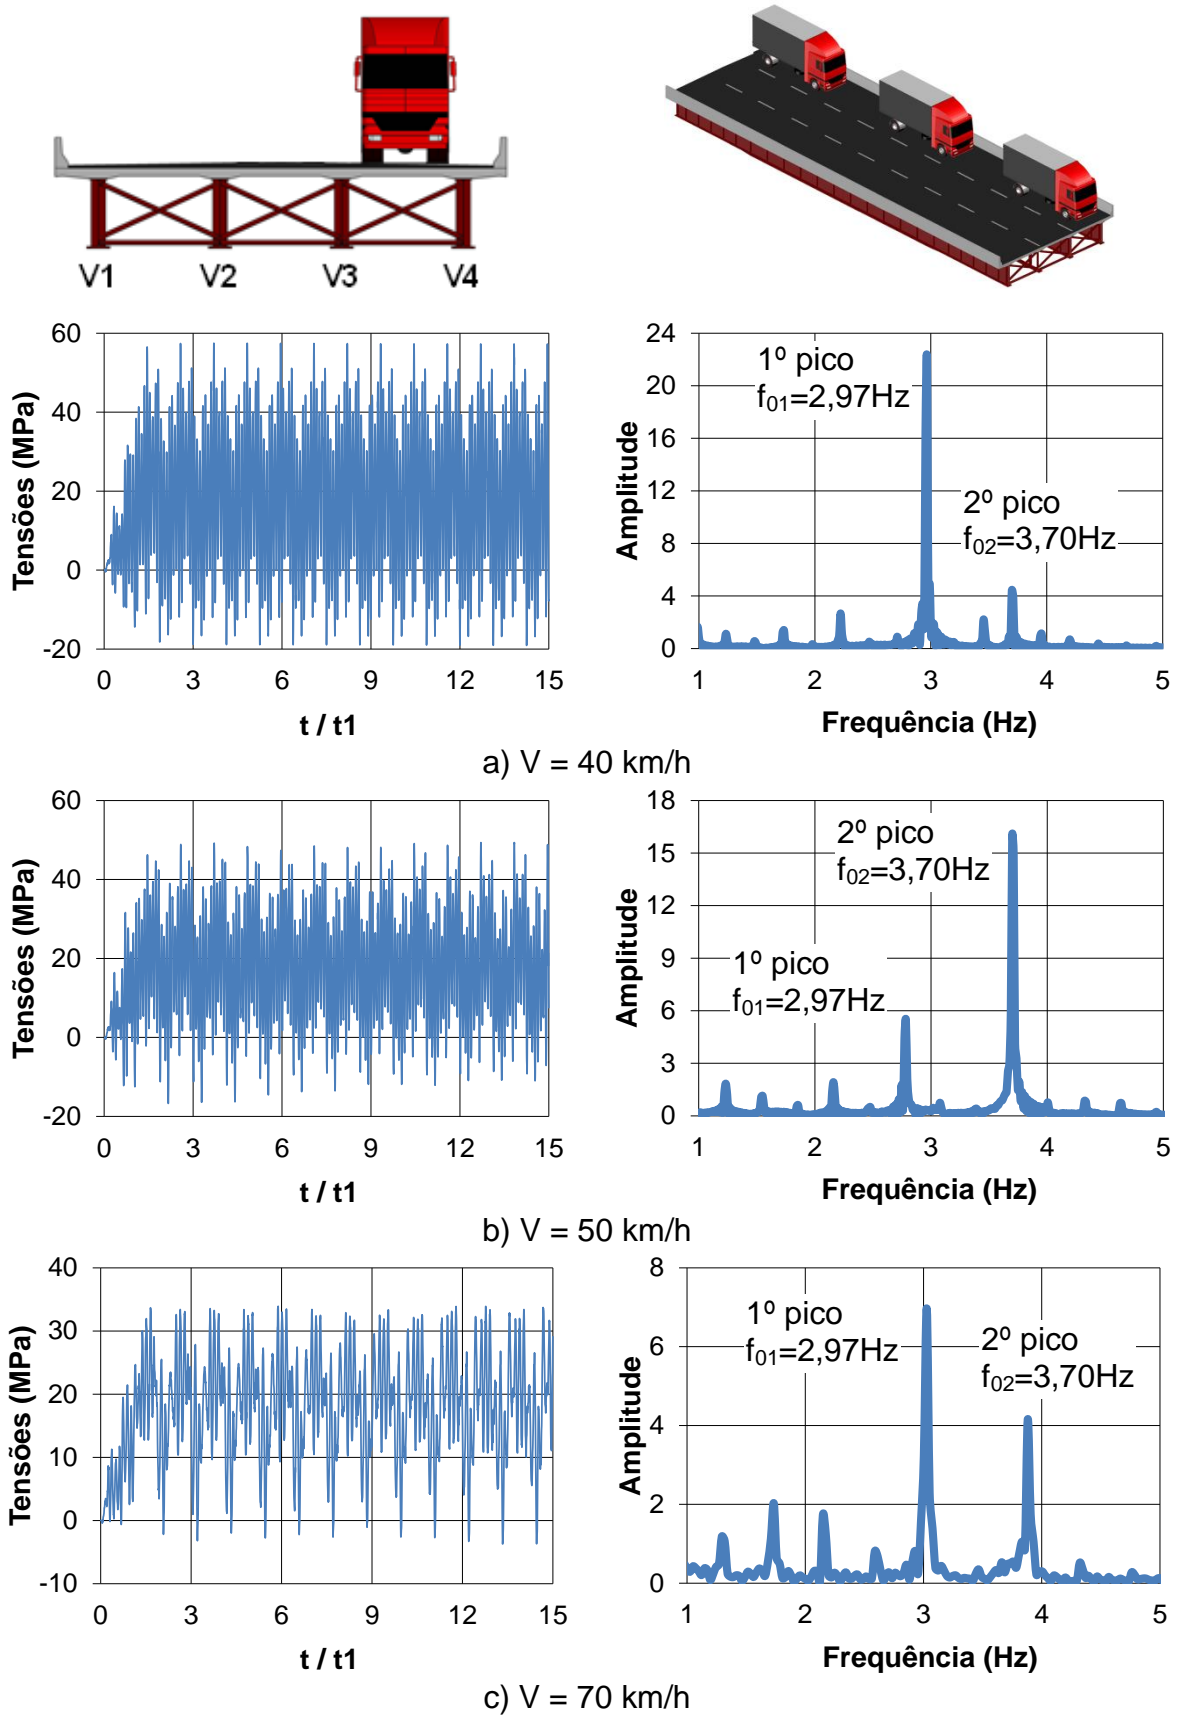 V1 V2 V3 V4
60
40
20
0
-20
Tensões (MPa)
0 3 6 9 12 15
t / t1
24
20
16
12
8
4
0
Amplitude
1º pico
f01=2,97Hz
2º pico
f02=3,70Hz
1 2 3 4 5
Frequência (Hz)
a) V = 40 km/h
60
40
20
0
-20
Tensões (MPa)
0 3 6 9 12 15
t / t1
18
15
12
9
6
3
0
Amplitude
2º pico
f02=3,70Hz
1º pico
f01=2,97Hz
1 2 3 4 5
Frequência (Hz)
b) V = 50 km/h
40
30
20
10
0
-10
Tensões (MPa)
0 3 6 9 12 15
t / t1
8
6
4
2
0
Amplitude
1º pico
f01=2,97Hz
2º pico
f02=3,70Hz
1 2 3 4 5
Frequência (Hz)
c) V = 70 km/h